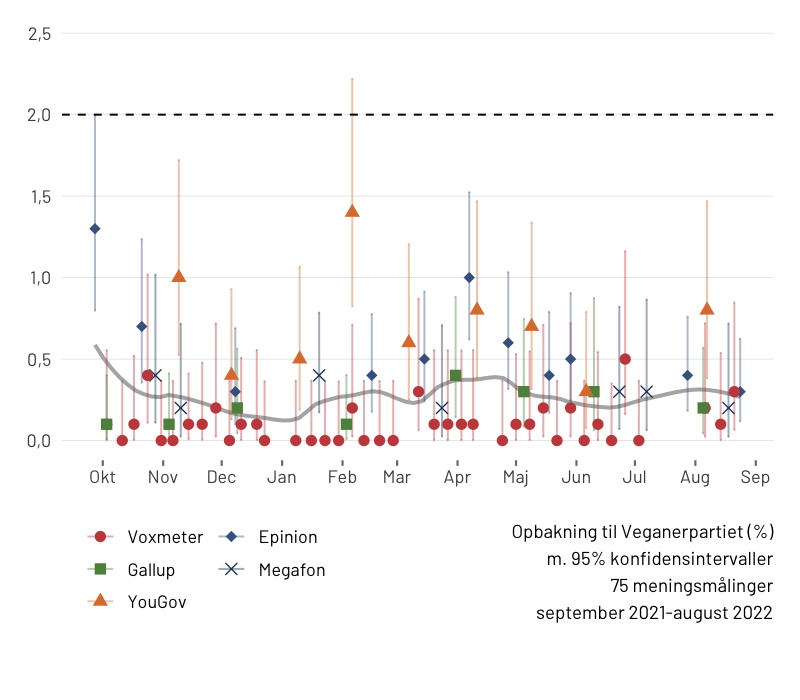 2,5
2,0
1,5
1,0
0,5
0,0
Okt Nov Dec Jan Feb Mar Apr Maj Jun Jul Aug Sep
Voxmeter Epinion
Gallup Megafon
YouGov
Opbakning til Veganerpartiet (%)
m. 95% konfidensintervaller
75 meningsmålinger
september 2021-august 2022